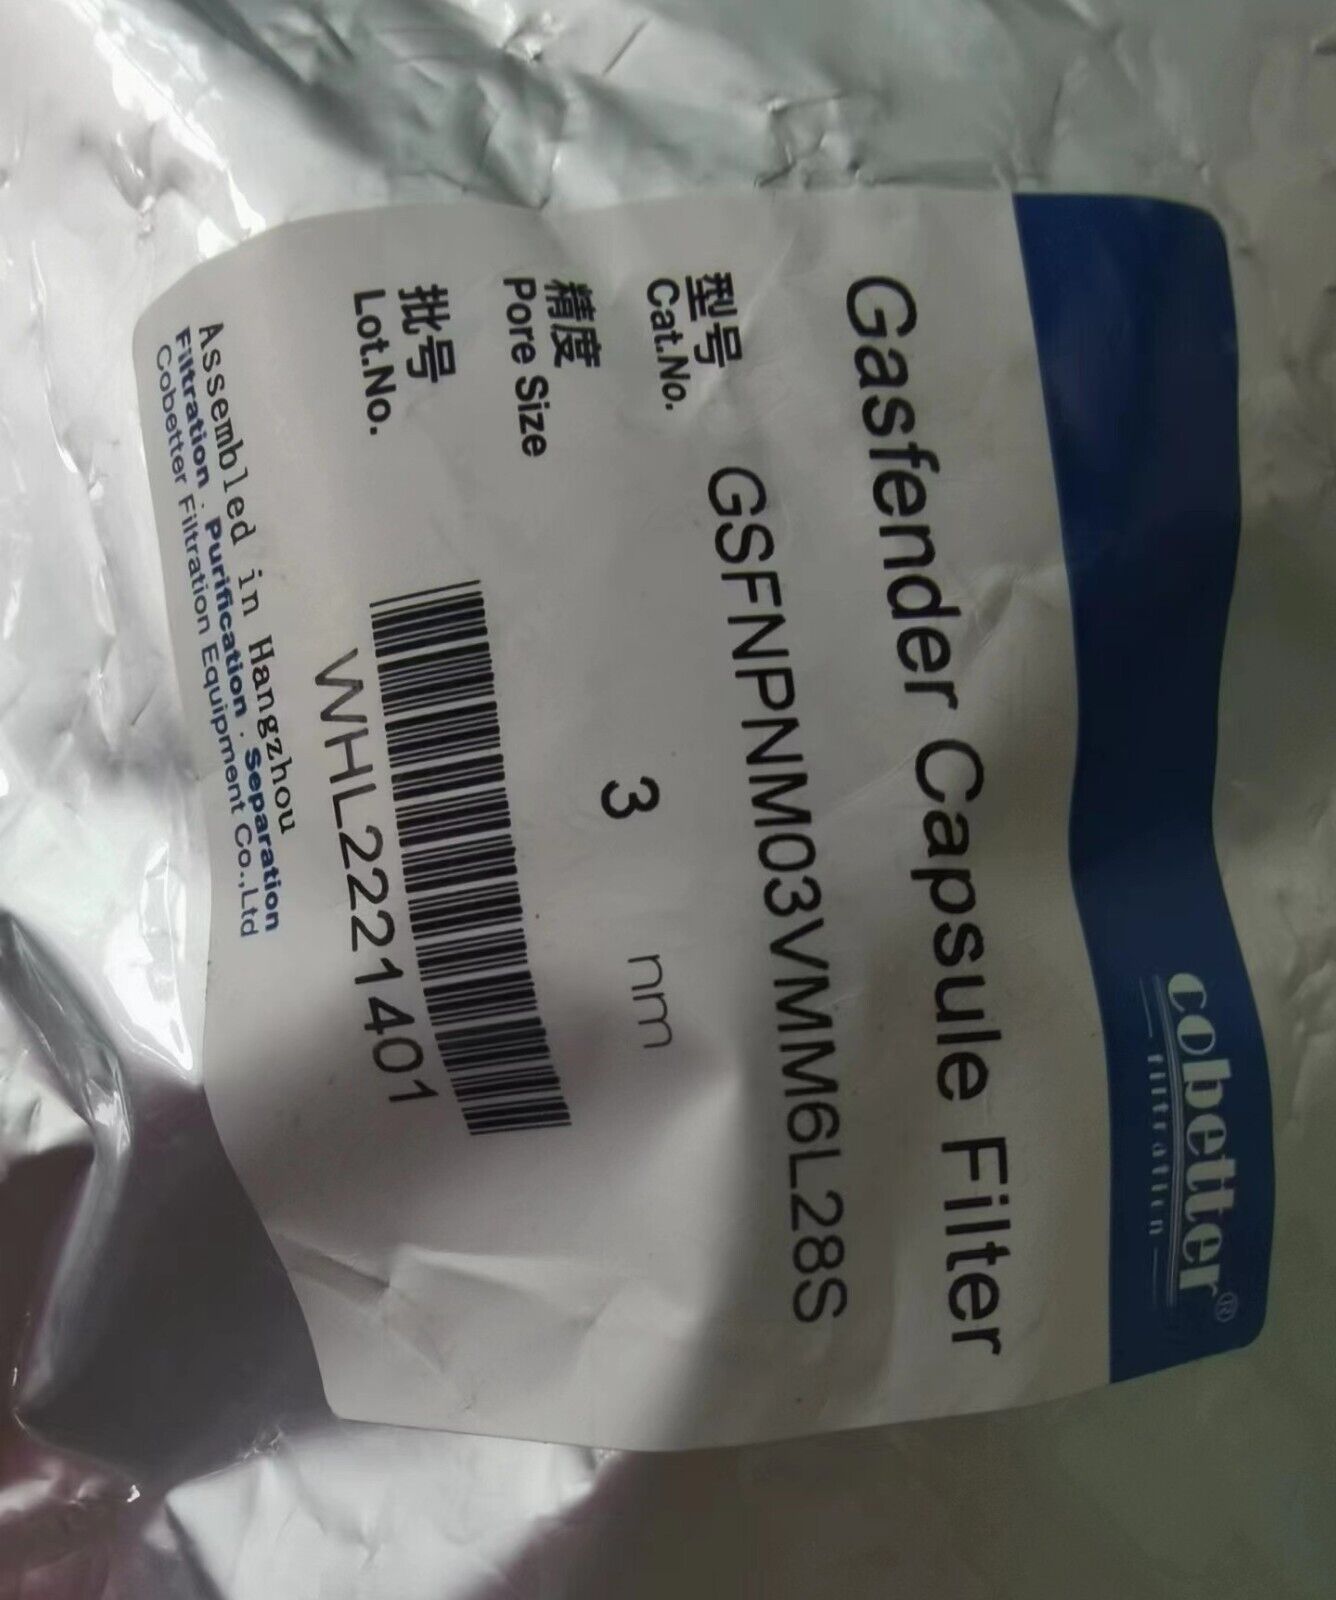 cobetter®
filtration
Gasfender Capsule Filter
型号
Cat.No.
GSFNPNM03VMMM6L28S
精度
Pore Size
3 nm
批号
Lot.No.
WHL2221401
Assembled in Hangzhou
Filtration · Purification · Separation
Cobetter Filtration Equipment Co.,Ltd